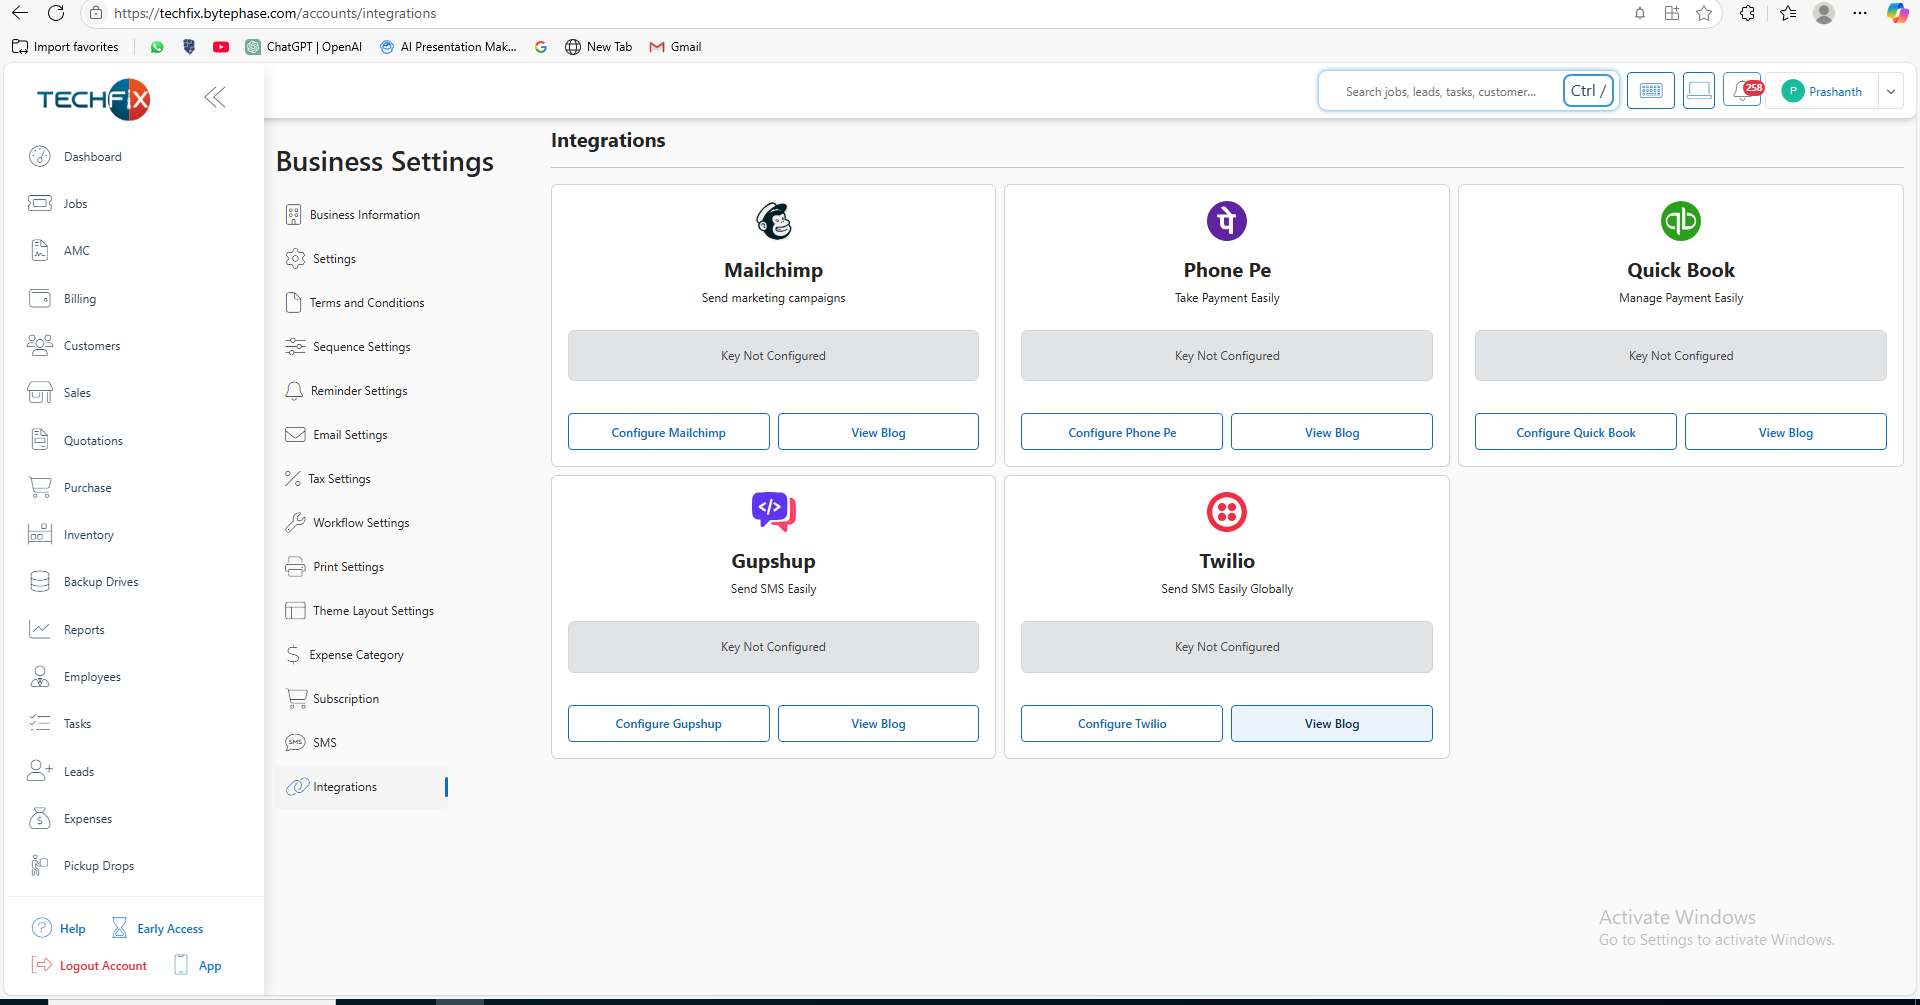 https://techfix.bytephase.com/accounts/integrations
Import favorites
ChatGPT | OpenAI
AI Presentation Mak...
New Tab
Gmail
TECHFIX
Search jobs, leads, tasks, customer...
Ctrl /
258
P
Prashanth
Dashboard
Jobs
AMC
Billing
Customers
Sales
Quotations
Purchase
Inventory
Backup Drives
Reports
Employees
Tasks
Leads
Expenses
Pickup Drops
Help
Early Access
Logout Account
App
Business Settings
Business Information
Settings
Terms and Conditions
Sequence Settings
Reminder Settings
Email Settings
Tax Settings
Workflow Settings
Print Settings
Theme Layout Settings
Expense Category
Subscription
SMS
SMS
Integrations
Integrations
Mailchimp
Send marketing campaigns
Key Not Configured
Configure Mailchimp
View Blog
पे
Phone Pe
Take Payment Easily
Key Not Configured
Configure Phone Pe
View Blog
qb
Quick Book
Manage Payment Easily
Key Not Configured
Configure Quick Book
View Blog
</>
Gupshup
Send SMS Easily
Key Not Configured
Configure Gupshup
View Blog
Twilio
Send SMS Easily Globally
Key Not Configured
Configure Twilio
View Blog
Activate Windows
Go to Settings to activate Windows.